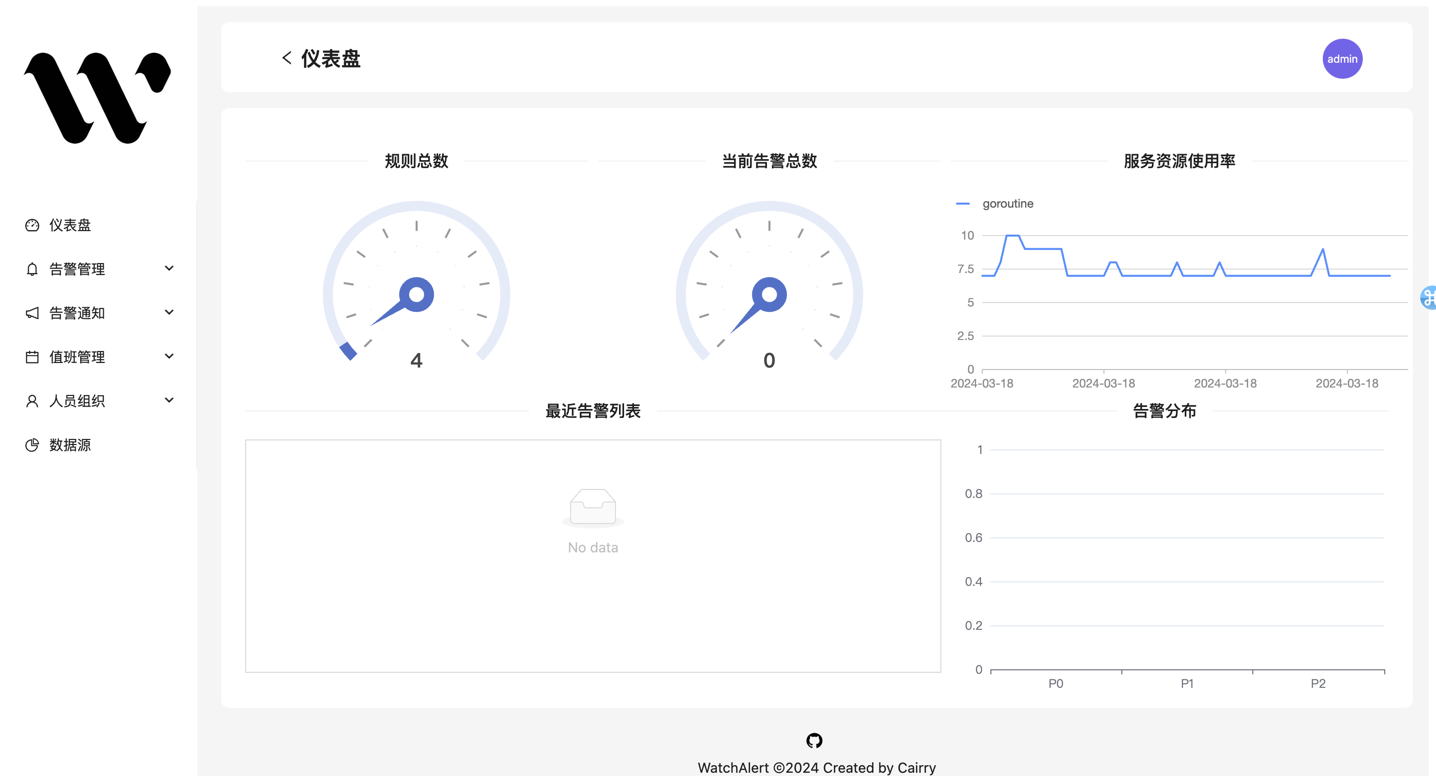 仪表盘
admin
仪表盘
告警管理
告警通知
值班管理
人员组织
数据源
规则总数
4
当前告警总数
0
服务资源使用率
goroutine
10
7.5
5
2.5
0
2024-03-18 2024-03-18 2024-03-18 2024-03-18
最近告警列表
No data
告警分布
1
0.8
0.6
0.4
0.2
0
P0 P1 P2
WatchAlert ©2024 Created by Cairry